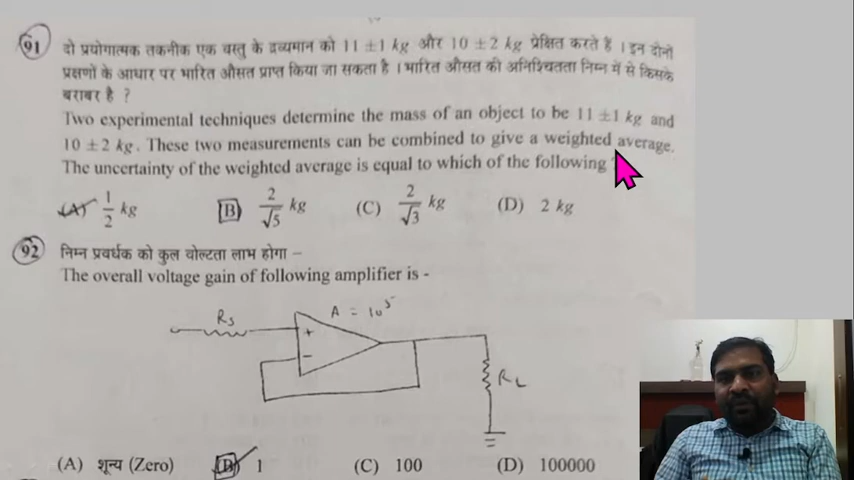 91 दो प्रयोगात्मक तकनीक एक वस्तु के द्रव्यमान को 11 ±1 kg और 10 ± 2 kg प्रेक्षित करते हैं । इन दोनों
प्रक्षणों के आधार पर भारित औसत प्राप्त किया जा सकता है । भारित औसत की अनिश्चितता निम्न में से किसके
बराबर है ?
Two experimental techniques determine the mass of an object to be 11 ±1 kg and
10 ± 2 kg. These two measurements can be combined to give a weighted average.
The uncertainty of the weighted average is equal to which of the following
(A) 1/2 kg (B) 2/√5 kg (C) 2/√3 kg (D) 2 kg
92 निम्न प्रवर्धक को कुल वोल्टता लाभ होगा –
The overall voltage gain of following amplifier is -
A = 10⁵
Rs
+
−
RL
(A) शून्य (Zero) (B) 1 (C) 100 (D) 100000